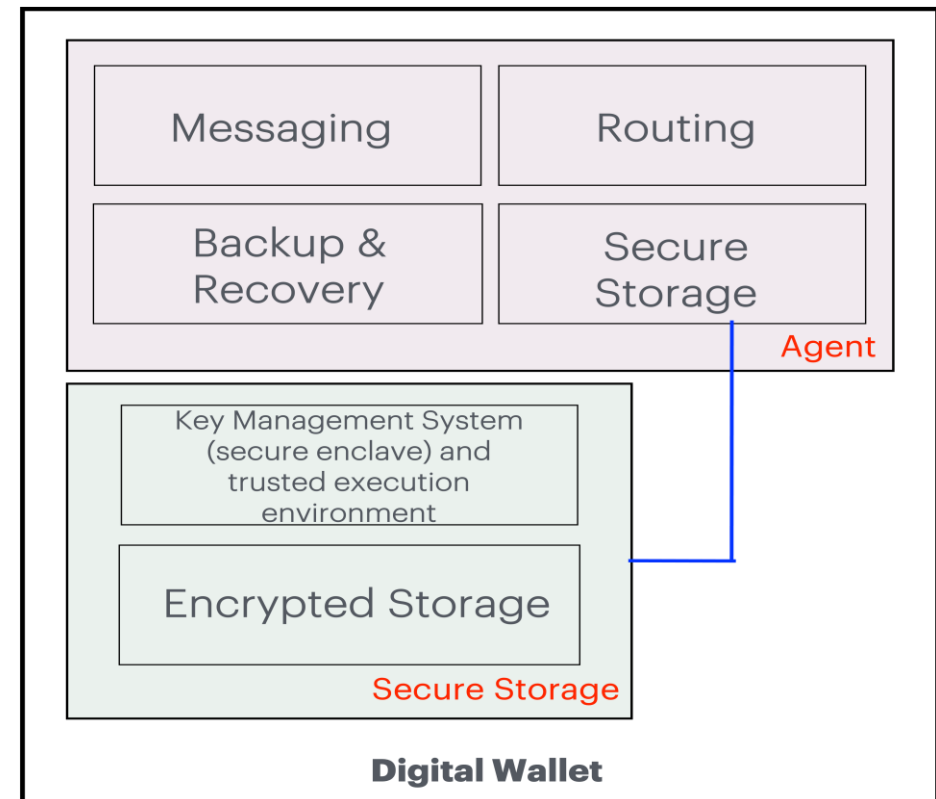 Messaging
Routing
Backup &
Recovery
Secure
Storage
Agent
Key Management System
(secure enclave) and
trusted execution
environment
Encrypted Storage
Secure Storage
Digital Wallet